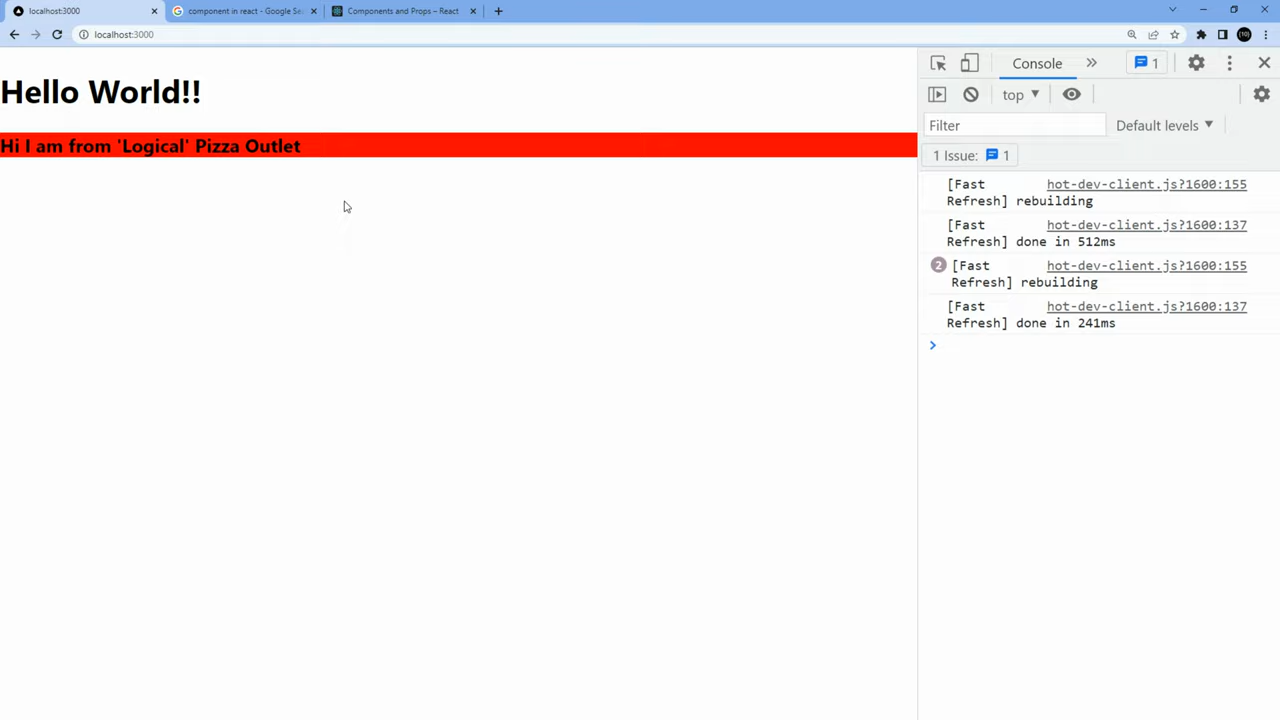 localhost:3000
component in react - Google Se
Components and Props – React
localhost:3000
Hello World!!
Hi I am from 'Logical' Pizza Outlet
Console
1
top
Filter
Default levels
1 Issue:
1
[Fast
hot-dev-client.js?1600:155
Refresh] rebuilding
[Fast
hot-dev-client.js?1600:137
Refresh] done in 512ms
2
[Fast
hot-dev-client.js?1600:155
Refresh] rebuilding
[Fast
hot-dev-client.js?1600:137
Refresh] done in 241ms